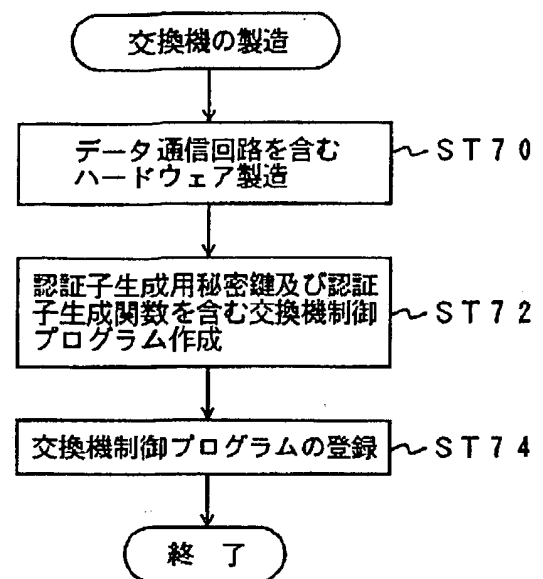 交換機の製造
データ通信回路を含む
ハードウェア製造
ST70
認証子生成用秘密鍵及び認証
子生成関数を含む交換機制御
プログラム作成
ST72
交換機制御プログラムの登録
ST74
終 了